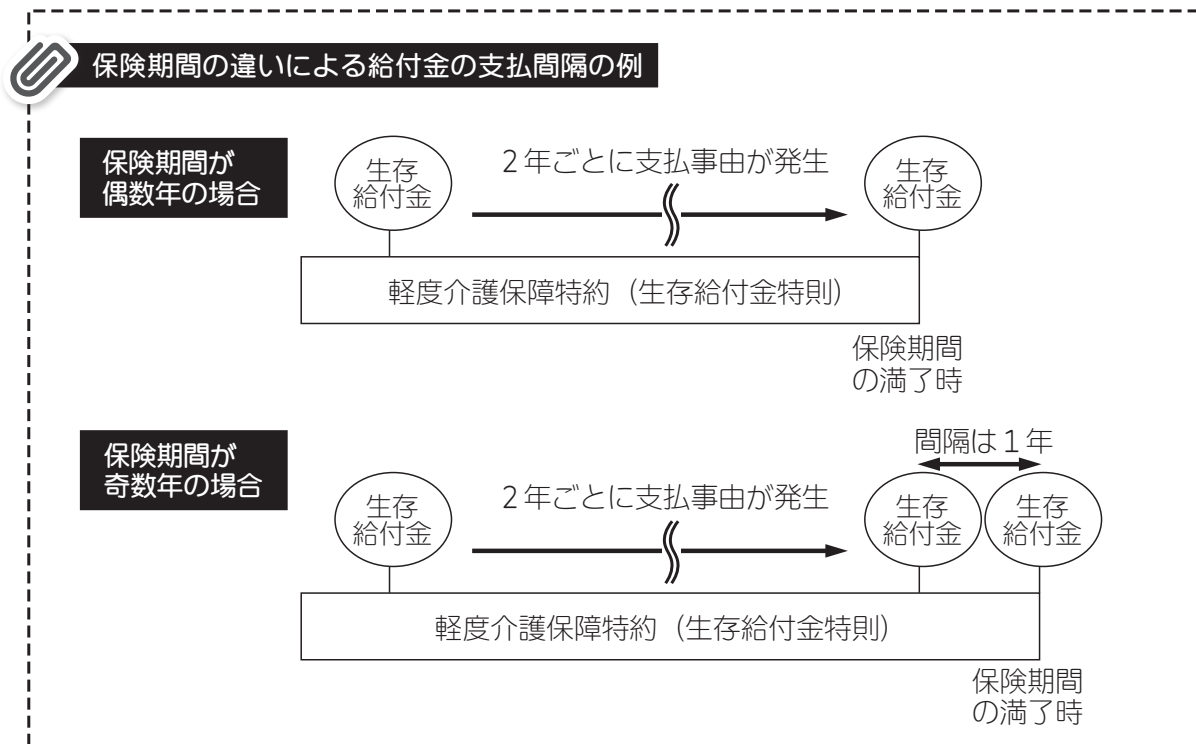 保険期間の違いによる給付金の支払間隔の例
保険期間が
偶数年の場合
生存
給付金
2年ごとに支払事由が発生
生存
給付金
軽度介護保障特約（生存給付金特則）
保険期間
の満了時
保険期間が
奇数年の場合
間隔は1年
生存
給付金
2年ごとに支払事由が発生
生存
給付金
生存
給付金
軽度介護保障特約（生存給付金特則）
保険期間
の満了時